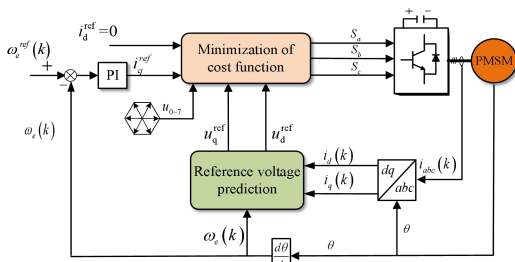 i_d^ref =0
ω_e^ref (k)
+
−
PI
i_q^ref
Minimization of
cost function
S_a
S_b
S_c
+ −
PMSM
u_0-7
ω_e(k)
u_q^ref
u_d^ref
Reference voltage
prediction
i_d(k)
i_q(k)
dq
abc
i_abc(k)
ω_e(k)
dθ
θ
θ